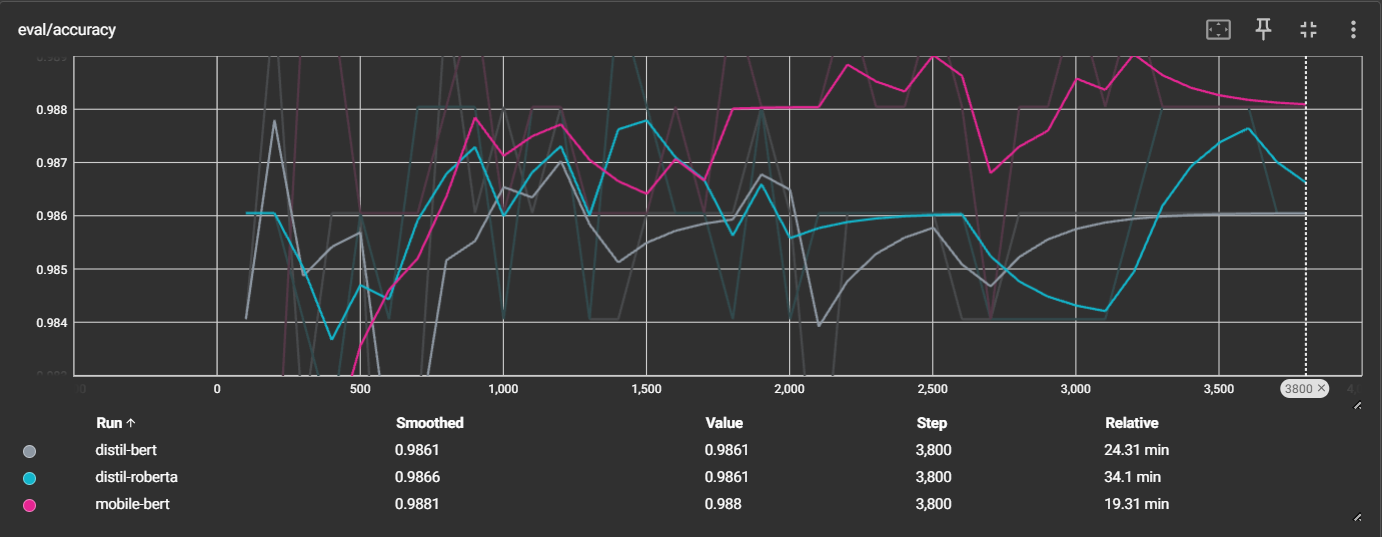 eval/accuracy
0.989
0.988
0.987
0.986
0.985
0.984
0 500 1,000 1,500 2,000 2,500 3,000 3,500 3800 ✕
Run ↑ Smoothed Value Step Relative
distil-bert 0.9861 0.9861 3,800 24.31 min
distil-roberta 0.9866 0.9861 3,800 34.1 min
mobile-bert 0.9881 0.988 3,800 19.31 min